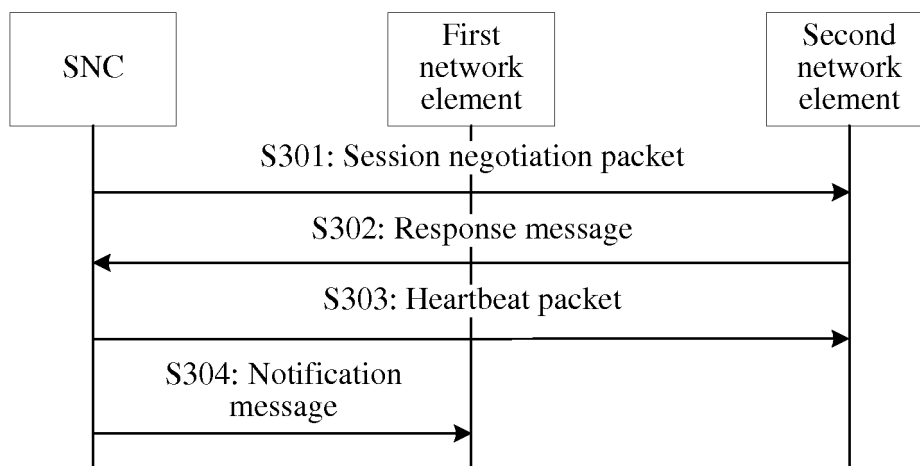 SNC
First
network
element
Second
network
element
S301: Session negotiation packet
S302: Response message
S303: Heartbeat packet
S304: Notification
message